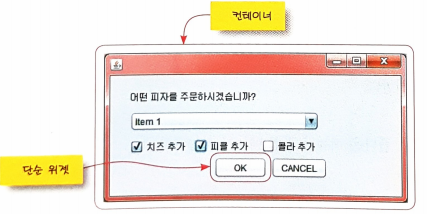 컨테이너
어떤 피자를 주문하시겠습니까?
Item 1
치즈 추가 피클 추가 콜라 추가
단순 위젯
OK CANCEL